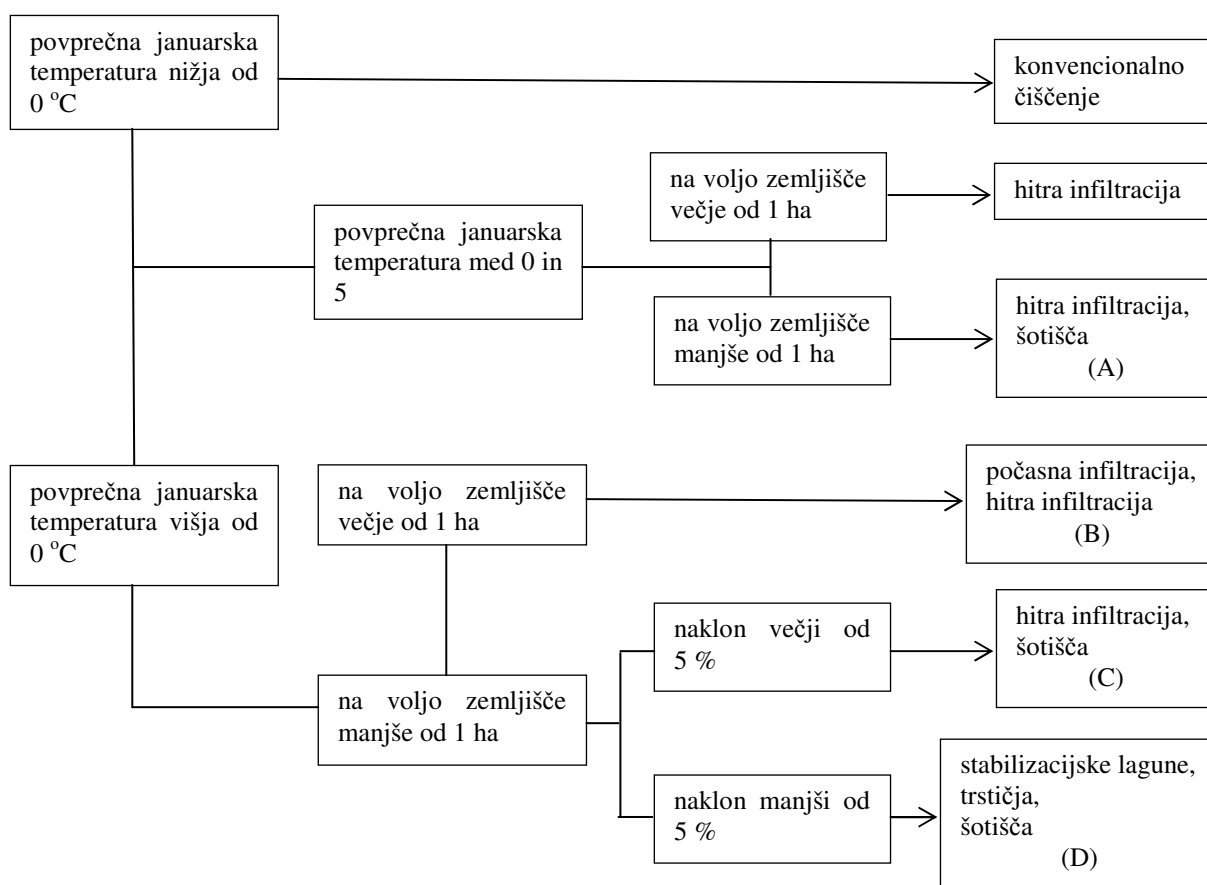 povprečna januarska
temperatura nižja od
0 °C
konvencionalno
čiščenje
na voljo zemljišče
večje od 1 ha
hitra infiltracija
povprečna januarska
temperatura med 0 in
5
na voljo zemljišče
manjše od 1 ha
hitra infiltracija,
šotišča
(A)
povprečna januarska
temperatura višja od
0 °C
na voljo zemljišče
večje od 1 ha
počasna infiltracija,
hitra infiltracija
(B)
naklon večji od
5 %
hitra infiltracija,
šotišča
(C)
na voljo zemljišče
manjše od 1 ha
naklon manjši od
5 %
stabilizacijske lagune,
trstičja,
šotišča
(D)